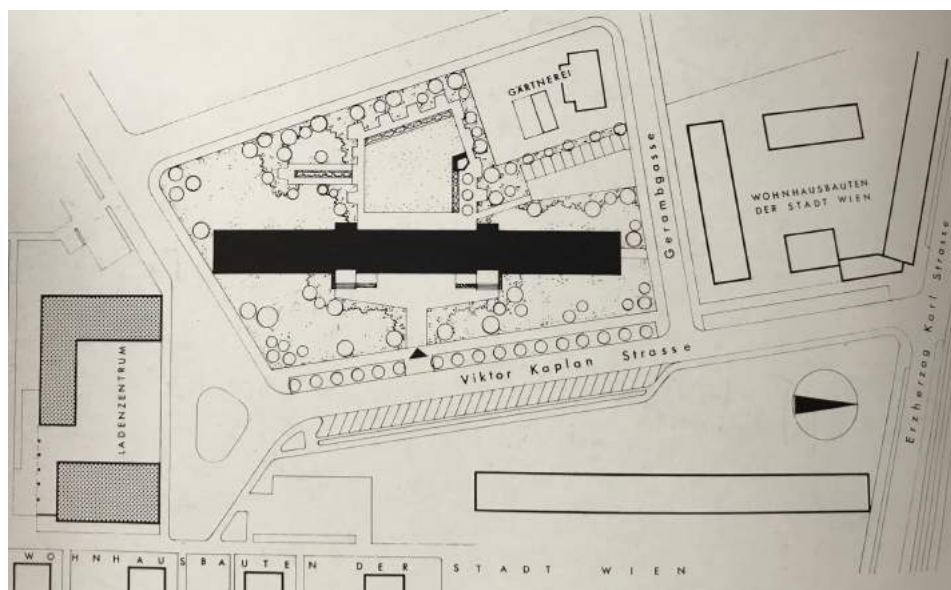 GÄRTNEREI
Gerambgasse
WOHNHAUSBAUTEN
DER STADT WIEN
Erzherzog Karl Strasse
Viktor Kaplan Strasse
LADENZENTRUM
WOHNHAUSBAUTEN DER STADT WIEN